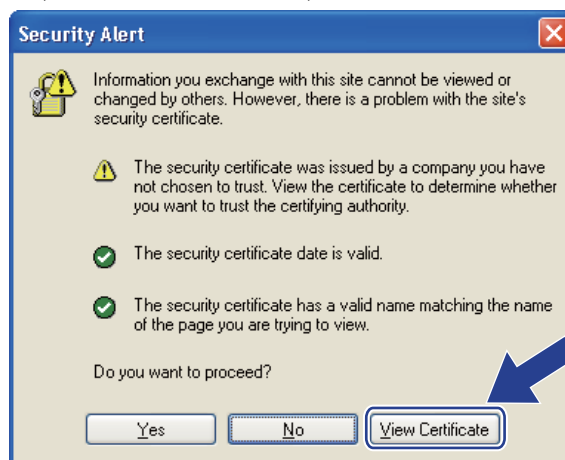 Security Alert
Information you exchange with this site cannot be viewed or
changed by others. However, there is a problem with the site's
security certificate.
The security certificate was issued by a company you have
not chosen to trust. View the certificate to determine whether
you want to trust the certifying authority.
The security certificate date is valid.
The security certificate has a valid name matching the name
of the page you are trying to view.
Do you want to proceed?
Yes No View Certificate